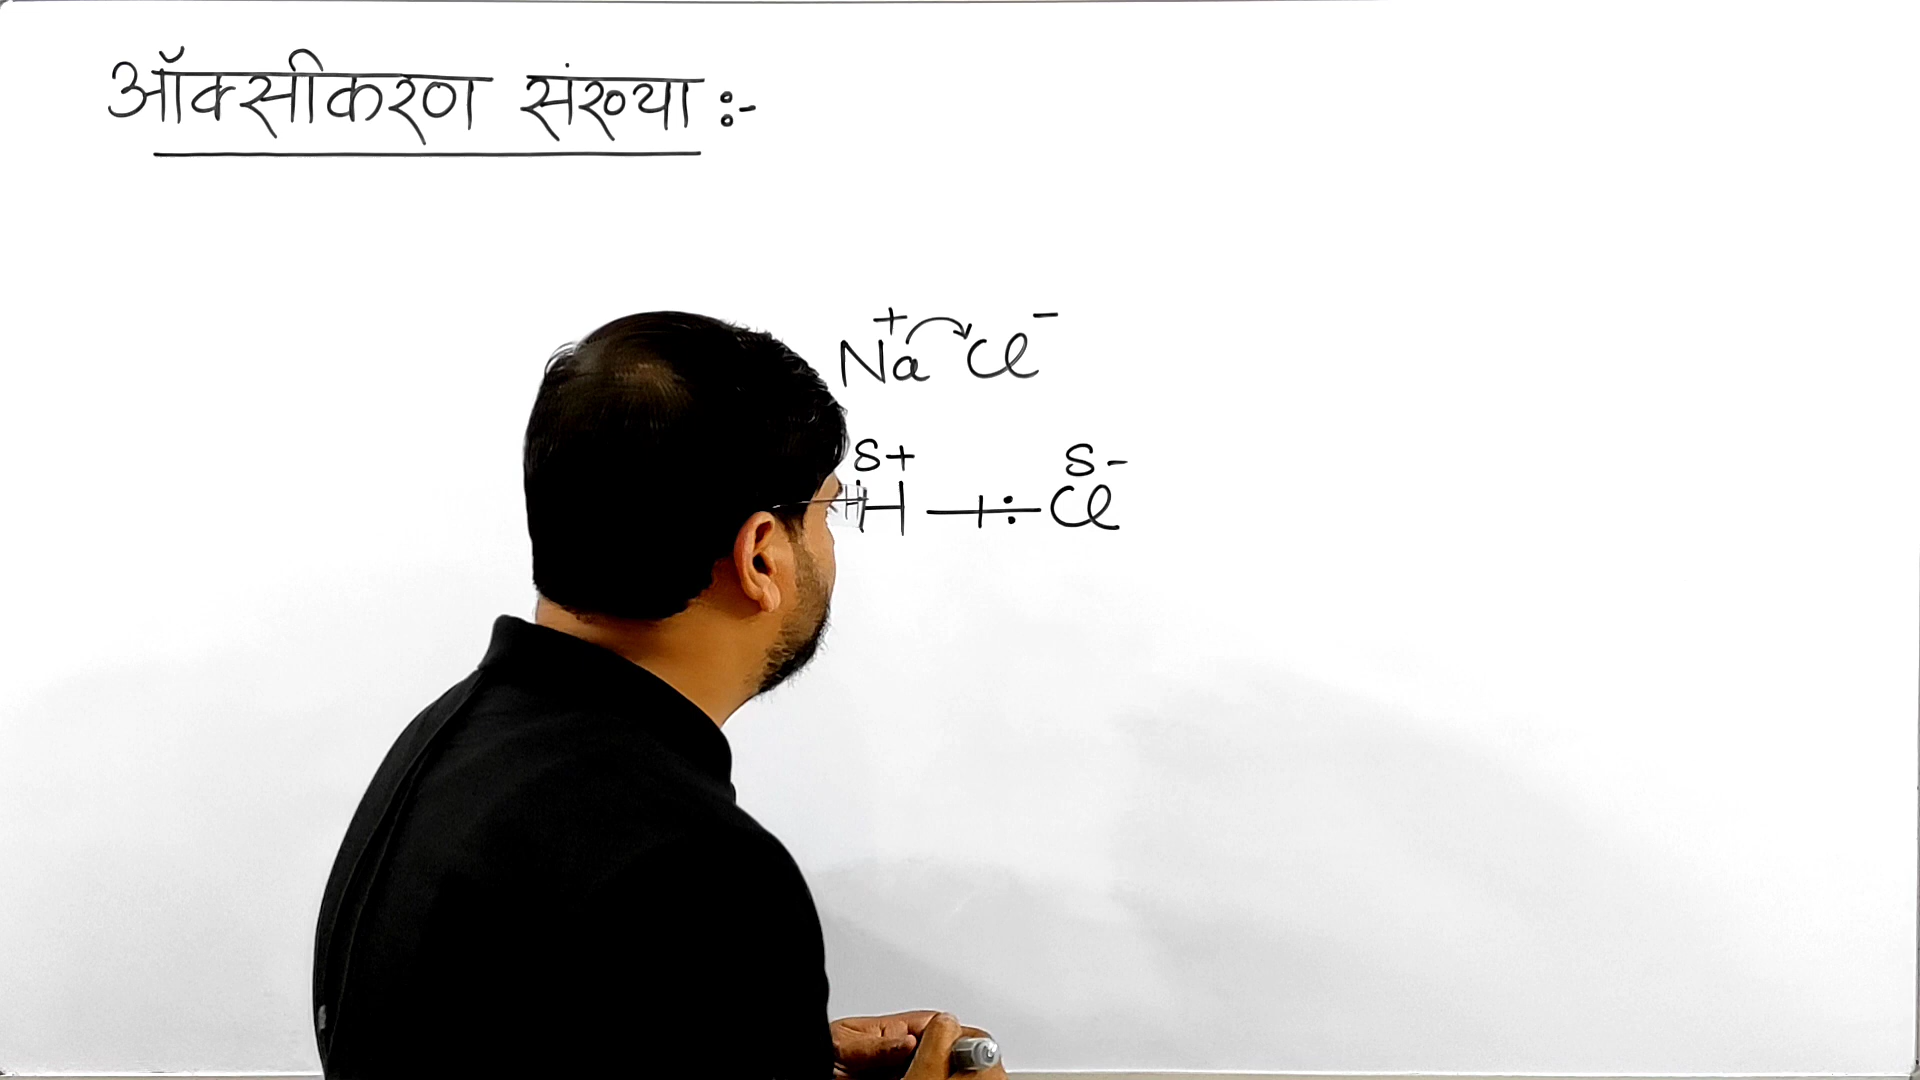 ऑक्सीकरण संख्या :-
Na⁺ Cl⁻
δ+ δ-
H —+:— Cl